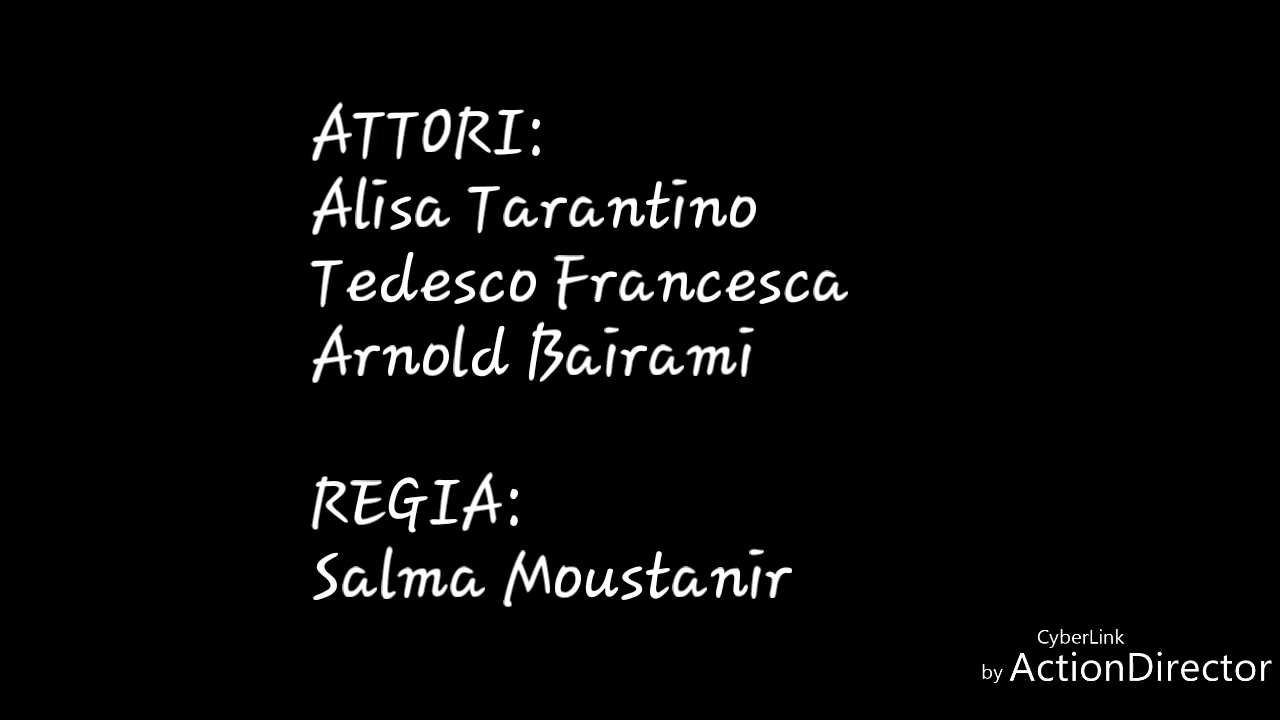 ATTORI:
Alisa Tarantino
Tedesco Francesca
Arnold Bairami
REGIA:
Salma Moustanir
CyberLink
by ActionDirector